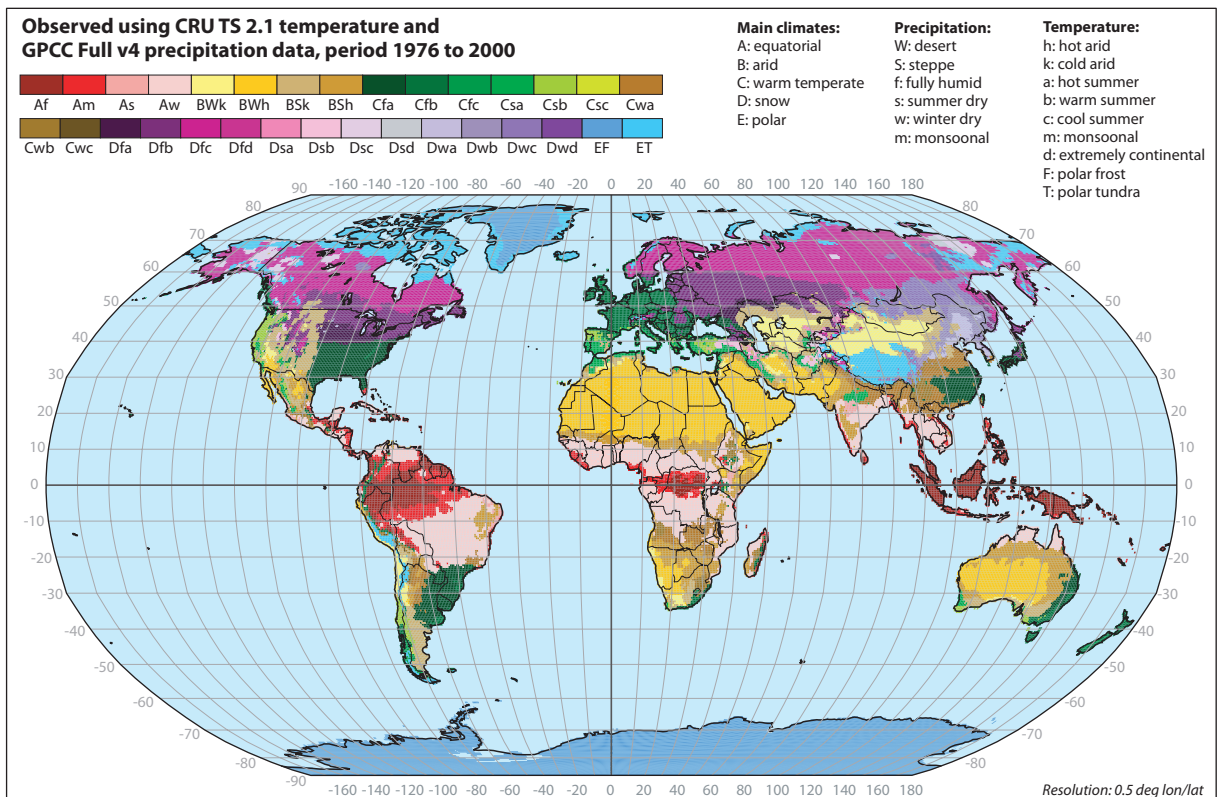 Observed using CRU TS 2.1 temperature and
GPCC Full v4 precipitation data, period 1976 to 2000
Af Am As Aw BWk BWh BSk BSh Cfa Cfb Cfc Csa Csb Csc Cwa
Cwb Cwc Dfa Dfb Dfc Dfd Dsa Dsb Dsc Dsd Dwa Dwb Dwc Dwd EF ET
Main climates:
A: equatorial
B: arid
C: warm temperate
D: snow
E: polar
Precipitation:
W: desert
S: steppe
f: fully humid
s: summer dry
w: winter dry
m: monsoonal
Temperature:
h: hot arid
k: cold arid
a: hot summer
b: warm summer
c: cool summer
m: monsoonal
d: extremely continental
F: polar frost
T: polar tundra
90 -160 -140 -120 -100 -80 -60 -40 -20 0 20 40 60 80 100 120 140 160 180
80 80
70 70
60 60
50 50
40 40
30 30
20 20
10 10
0 0
-10 -10
-20 -20
-30 -30
-40 -40
-50 -50
-60 -60
-70 -70
-80 -80
-90 -160 -140 -120 -100 -80 -60 -40 -20 0 20 40 60 80 100 120 140 160 180
Resolution: 0.5 deg lon/lat